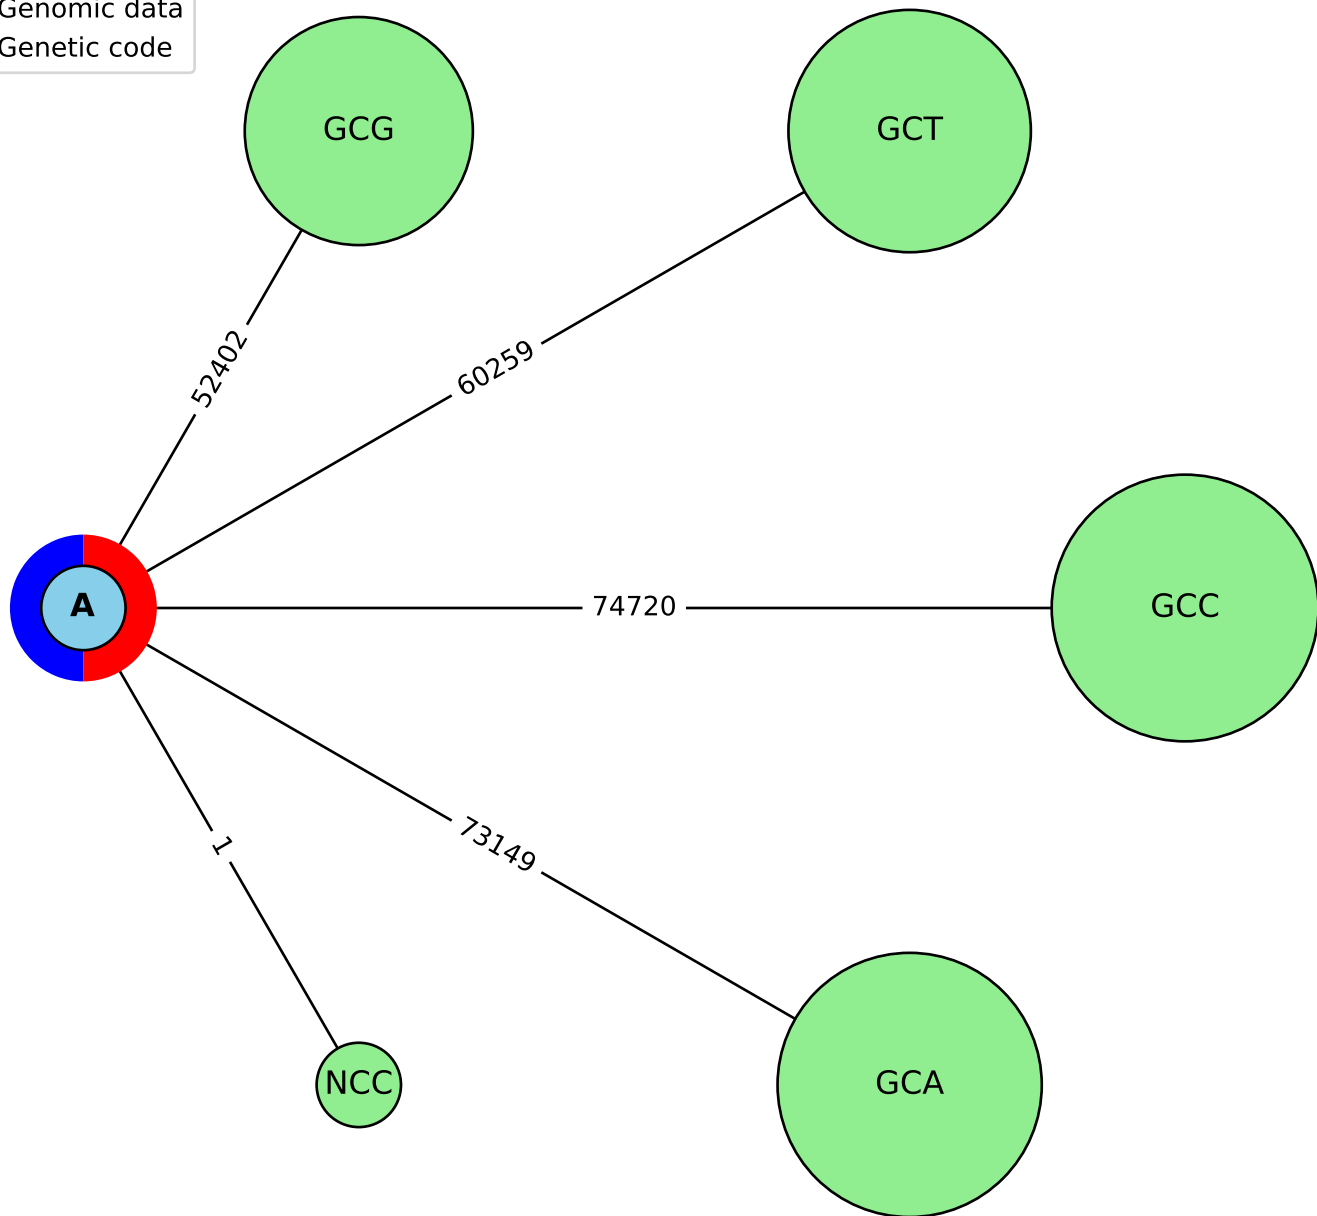 Genomic data
Genetic code
GCG
GCT
52402
60259
A
74720
GCC
1
73149
NCC
GCA